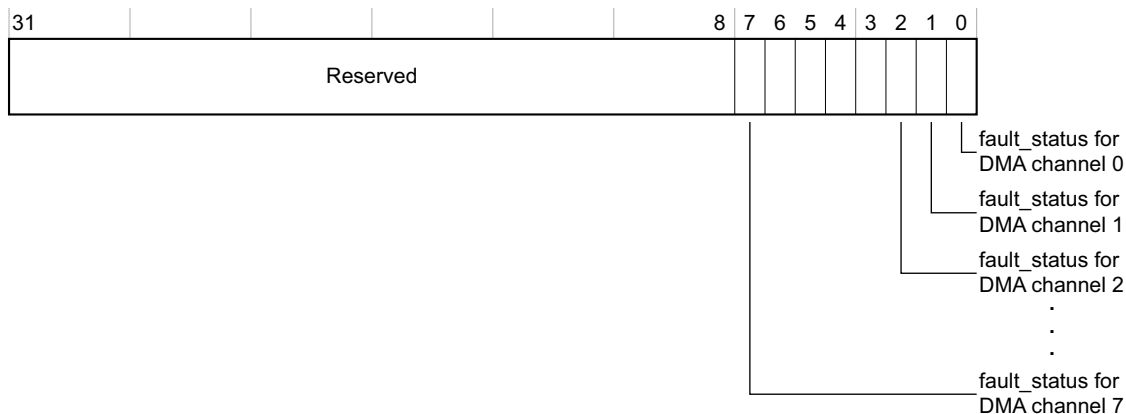 31 8 7 6 5 4 3 2 1 0
Reserved
fault_status for
DMA channel 0
fault_status for
DMA channel 1
fault_status for
DMA channel 2
.
.
.
fault_status for
DMA channel 7